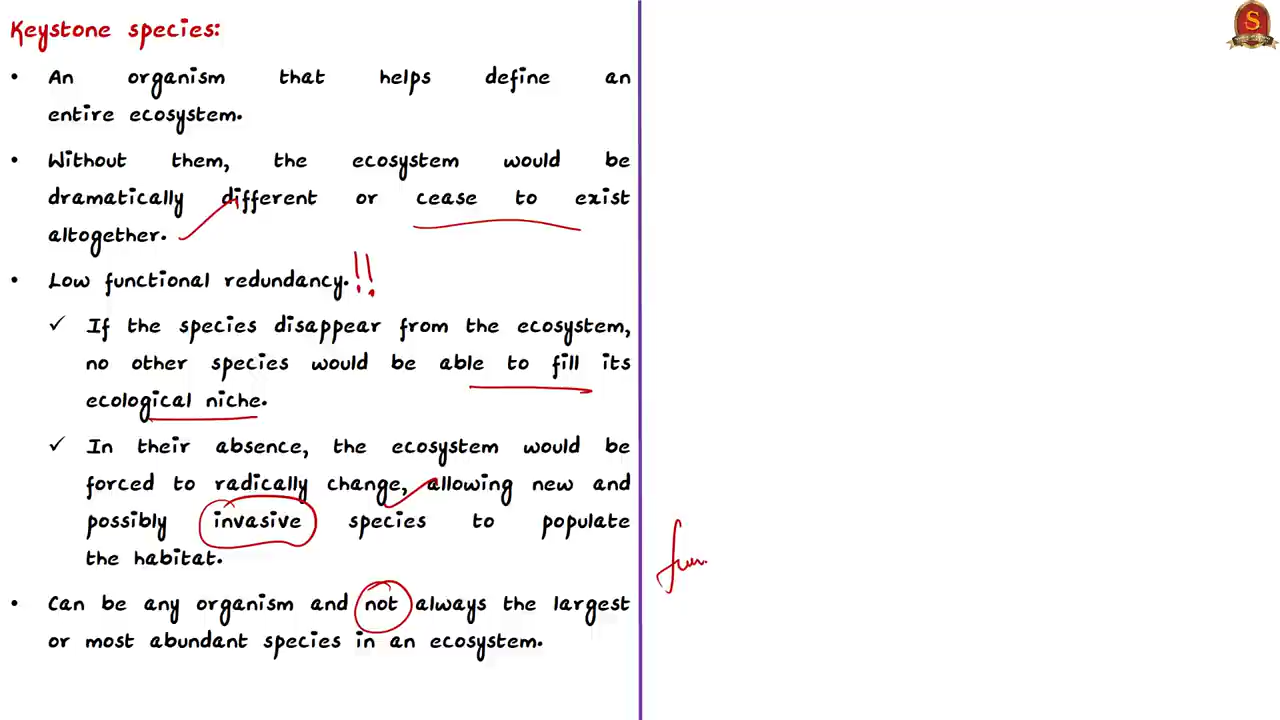 Keystone species:
• An organism that helps define an
entire ecosystem.
• Without them, the ecosystem would be
dramatically different or cease to exist
altogether.
• Low functional redundancy.!!
✓ If the species disappear from the ecosystem,
no other species would be able to fill its
ecological niche.
✓ In their absence, the ecosystem would be
forced to radically change, allowing new and
possibly invasive species to populate
the habitat.
• Can be any organism and not always the largest
or most abundant species in an ecosystem.
S